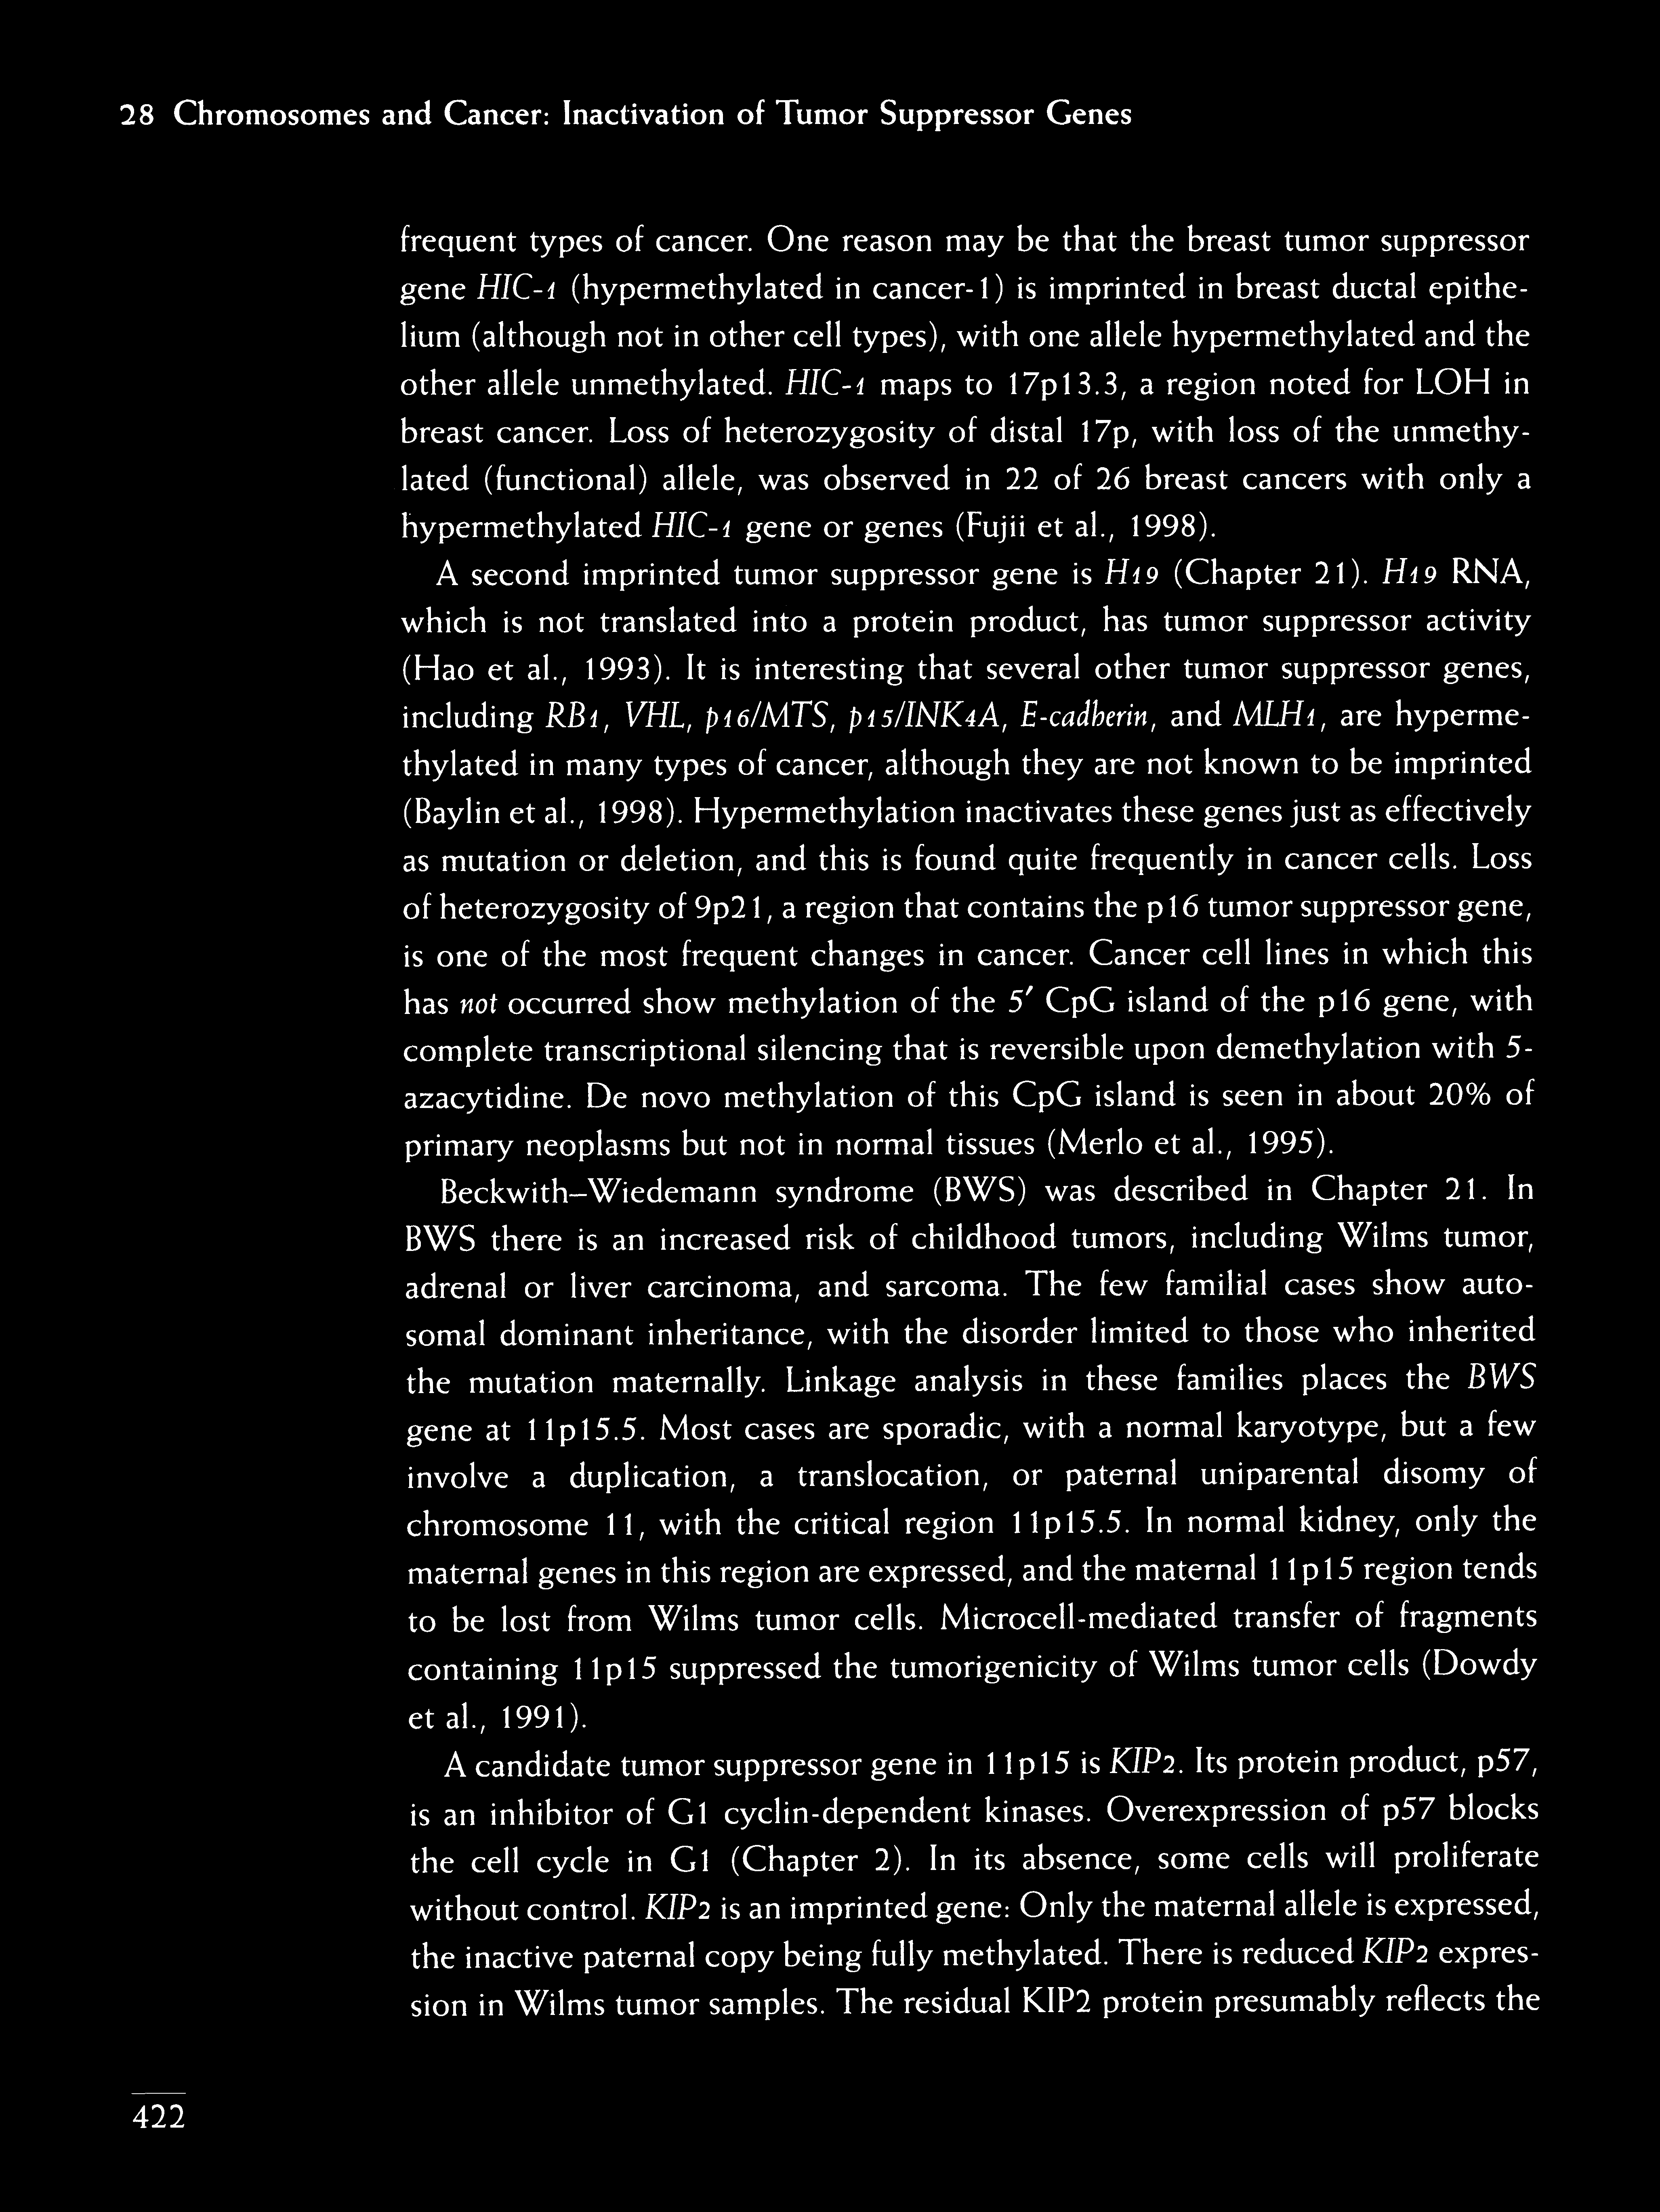 28 Chromosomes and Cancer: Inactivation of Tumor Suppressor Genes
frequent types of cancer. One reason may be that the breast tumor suppressor
gene HIC-1 (hypermethylated in cancer-1) is imprinted in breast ductal epithe-
lium (although not in other cell types), with one allele hypermethylated and the
other allele unmethylated. HIC-1 maps to 17p13.3, a region noted for LOH in
breast cancer. Loss of heterozygosity of distal 17p, with loss of the unmethy-
lated (functional) allele, was observed in 22 of 26 breast cancers with only a
hypermethylated HIC-1 gene or genes (Fujii et al., 1998).
A second imprinted tumor suppressor gene is H19 (Chapter 21). H19 RNA,
which is not translated into a protein product, has tumor suppressor activity
(Hao et al., 1993). It is interesting that several other tumor suppressor genes,
including RB1, VHL, p16/MTS, p15/INK4A, E-cadherin, and MLH1, are hyperme-
thylated in many types of cancer, although they are not known to be imprinted
(Baylin et al., 1998). Hypermethylation inactivates these genes just as effectively
as mutation or deletion, and this is found quite frequently in cancer cells. Loss
of heterozygosity of 9p21, a region that contains the p16 tumor suppressor gene,
is one of the most frequent changes in cancer. Cancer cell lines in which this
has not occurred show methylation of the 5′ CpG island of the p16 gene, with
complete transcriptional silencing that is reversible upon demethylation with 5-
azacytidine. De novo methylation of this CpG island is seen in about 20% of
primary neoplasms but not in normal tissues (Merlo et al., 1995).
Beckwith–Wiedemann syndrome (BWS) was described in Chapter 21. In
BWS there is an increased risk of childhood tumors, including Wilms tumor,
adrenal or liver carcinoma, and sarcoma. The few familial cases show auto-
somal dominant inheritance, with the disorder limited to those who inherited
the mutation maternally. Linkage analysis in these families places the BWS
gene at 11p15.5. Most cases are sporadic, with a normal karyotype, but a few
involve a duplication, a translocation, or paternal uniparental disomy of
chromosome 11, with the critical region 11p15.5. In normal kidney, only the
maternal genes in this region are expressed, and the maternal 11p15 region tends
to be lost from Wilms tumor cells. Microcell-mediated transfer of fragments
containing 11p15 suppressed the tumorigenicity of Wilms tumor cells (Dowdy
et al., 1991).
A candidate tumor suppressor gene in 11p15 is KIP2. Its protein product, p57,
is an inhibitor of G1 cyclin-dependent kinases. Overexpression of p57 blocks
the cell cycle in G1 (Chapter 2). In its absence, some cells will proliferate
without control. KIP2 is an imprinted gene: Only the maternal allele is expressed,
the inactive paternal copy being fully methylated. There is reduced KIP2 expres-
sion in Wilms tumor samples. The residual KIP2 protein presumably reflects the
422